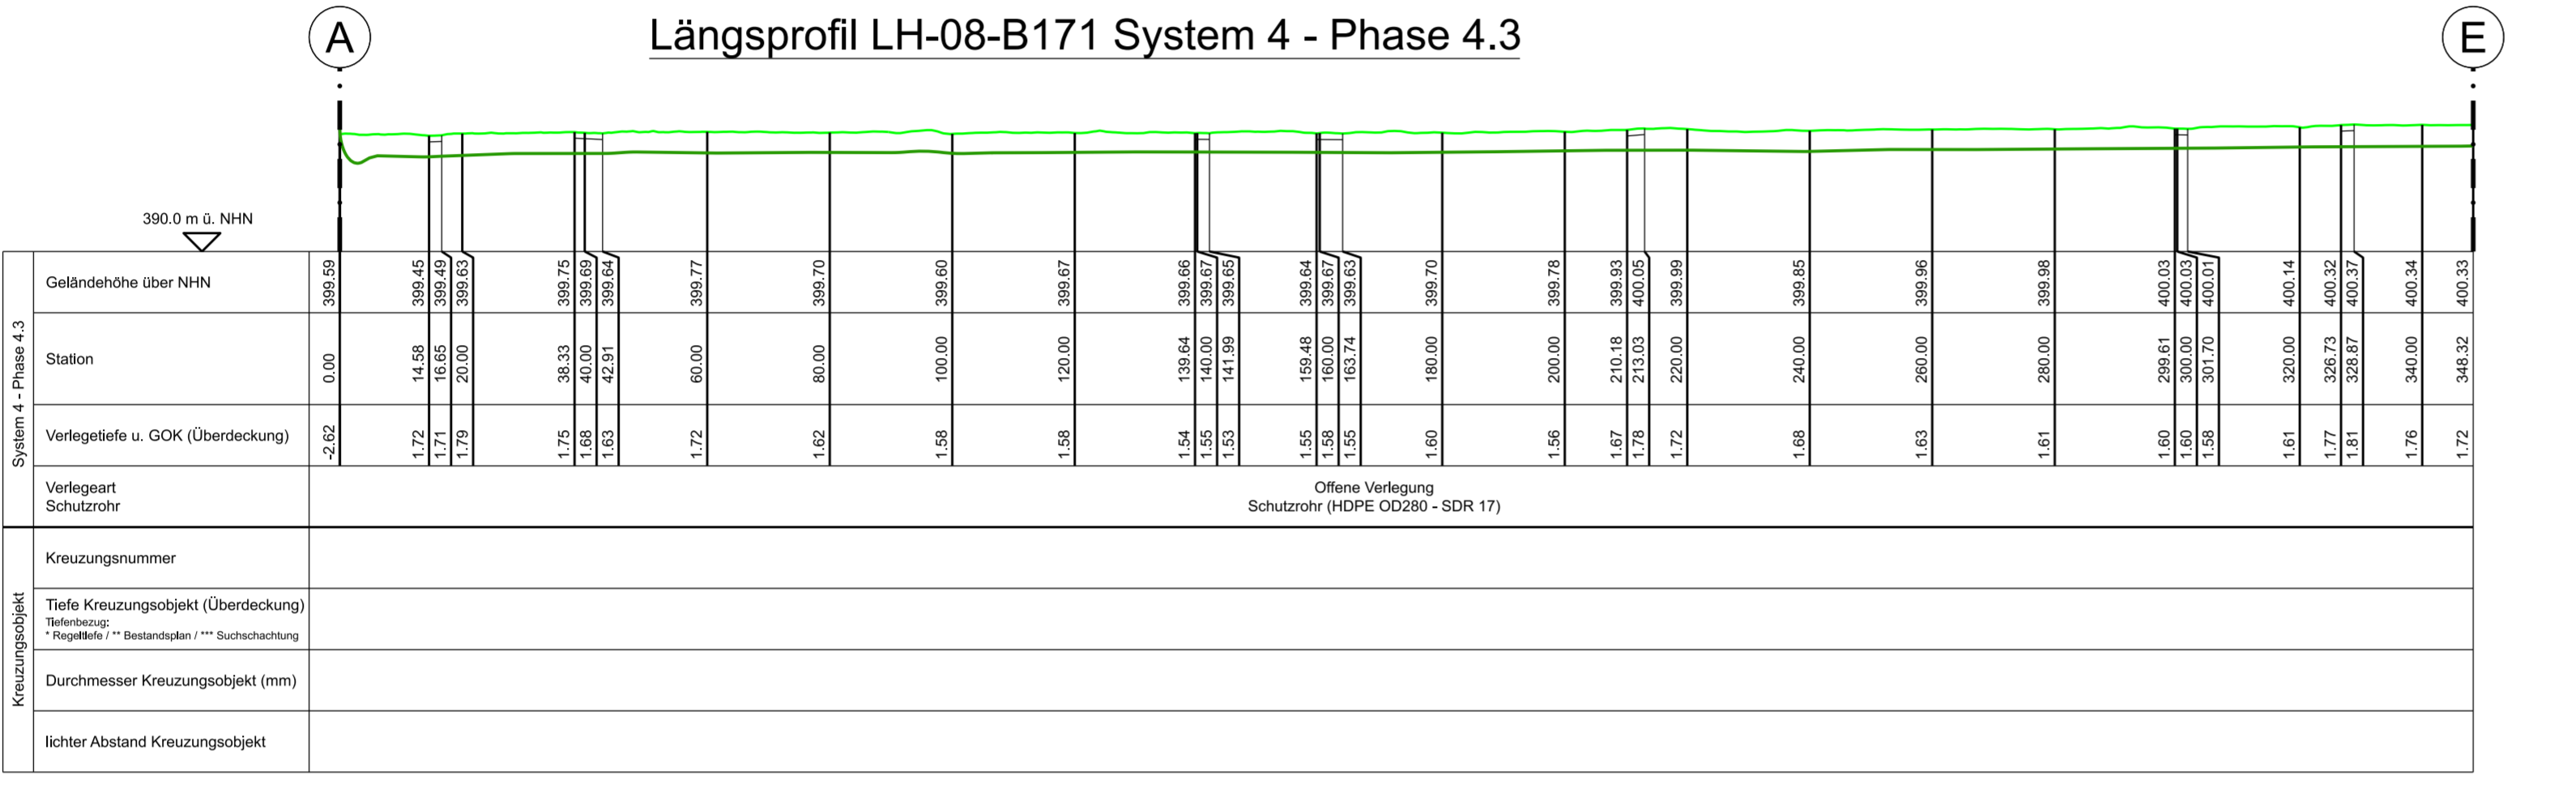 A
Längsprofil LH-08-B171 System 4 - Phase 4.3
E
390.0 m ü. NHN
System 4 - Phase 4.3
Geländehöhe über NHN
399.59 399.45 399.49 399.63 399.75 399.69 399.64 399.77 399.70 399.60 399.67 399.66 399.67 399.65 399.64 399.67 399.63 399.70 399.78 399.93 400.05 399.99 399.85 399.96 399.98 400.03 400.03 400.01 400.14 400.32 400.37 400.34 400.33
Station
0.00 14.58 16.65 20.00 38.33 40.00 42.91 60.00 80.00 100.00 120.00 139.64 140.00 141.99 159.48 160.00 163.74 180.00 200.00 210.18 213.03 220.00 240.00 260.00 280.00 299.61 300.00 301.70 320.00 326.73 328.87 340.00 348.32
Verlegetiefe u. GOK (Überdeckung)
-2.62 1.72 1.71 1.79 1.75 1.68 1.63 1.72 1.62 1.58 1.58 1.54 1.55 1.53 1.55 1.58 1.55 1.60 1.56 1.67 1.78 1.72 1.68 1.63 1.61 1.60 1.60 1.58 1.61 1.77 1.81 1.76 1.72
Verlegeart
Schutzrohr
Offene Verlegung
Schutzrohr (HDPE OD280 - SDR 17)
Kreuzungsobjekt
Kreuzungsnummer
Tiefe Kreuzungsobjekt (Überdeckung)
Tiefenbezug:
* Regeltiefe / ** Bestandsplan / *** Suchschachtung
Durchmesser Kreuzungsobjekt (mm)
lichter Abstand Kreuzungsobjekt